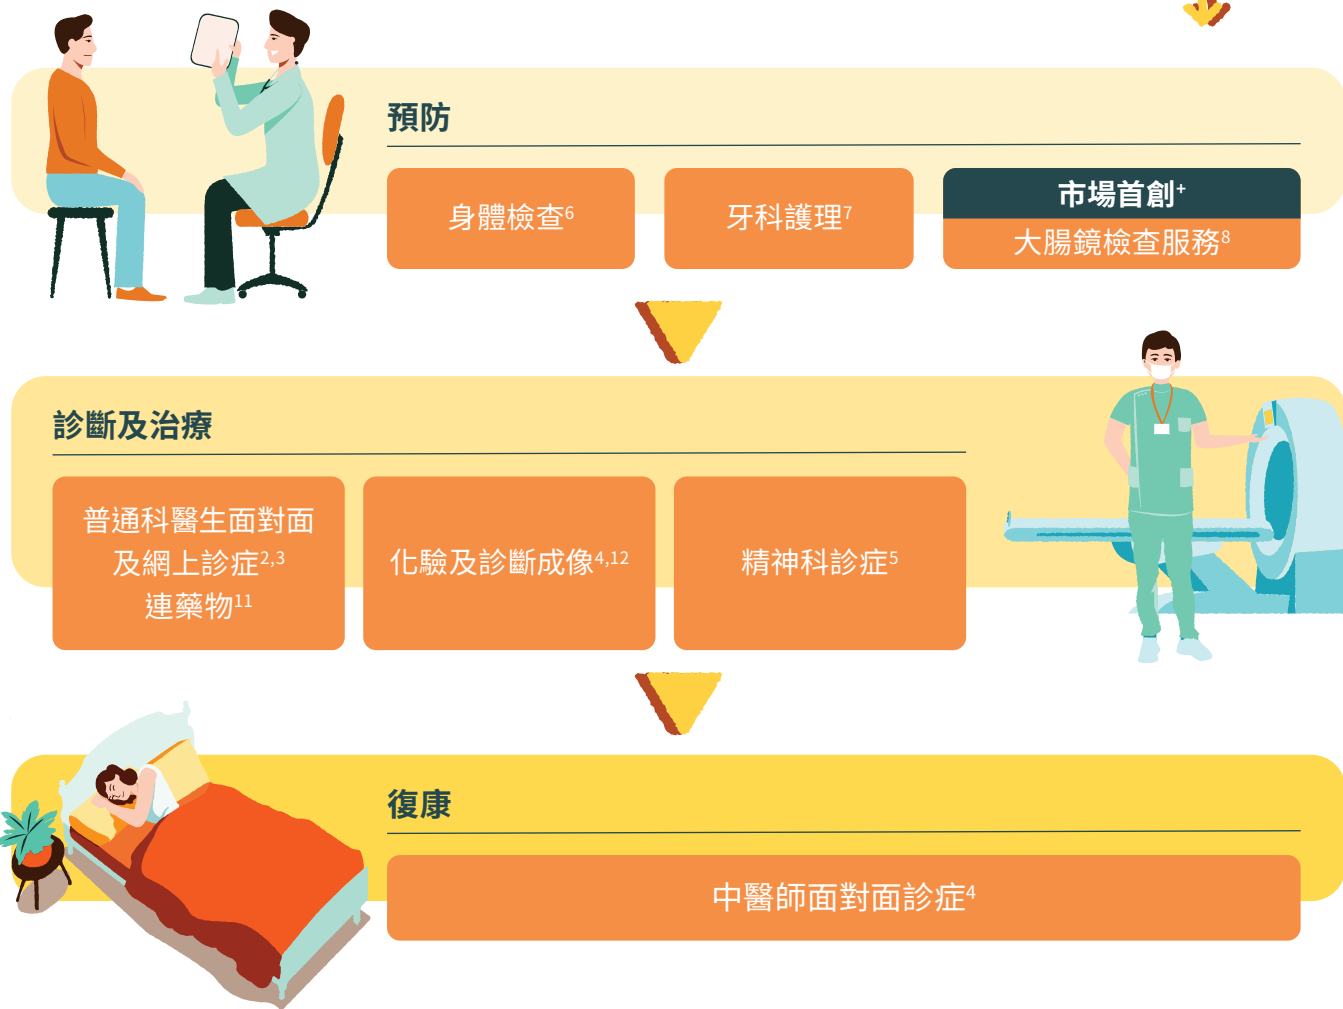 預防
身體檢查6
牙科護理7
市場首創+
大腸鏡檢查服務8
診斷及治療
普通科醫生面對面
及網上診症2,3
連藥物11
化驗及診斷成像4,12
精神科診症5
復康
中醫師面對面診症4